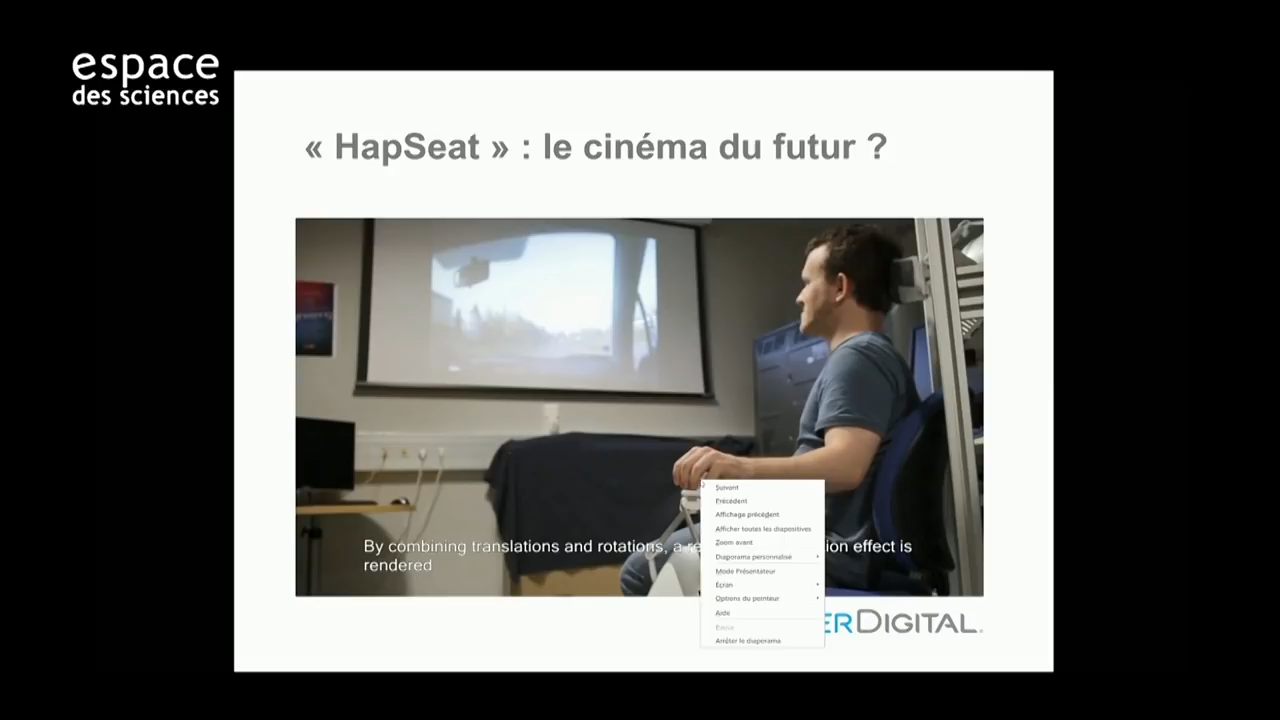 espace
des sciences
« HapSeat » : le cinéma du futur ?
By combining translations and rotations, a
ion effect is
rendered
Suivant
Précédent
Affichage précédent
Afficher toutes les diapositives
Zoom avant
Diaporama personnalisé
Mode Présentateur
Écran
Options du pointeur
Aide
Pause
Arrêter le diaporama
ERDIGITAL.